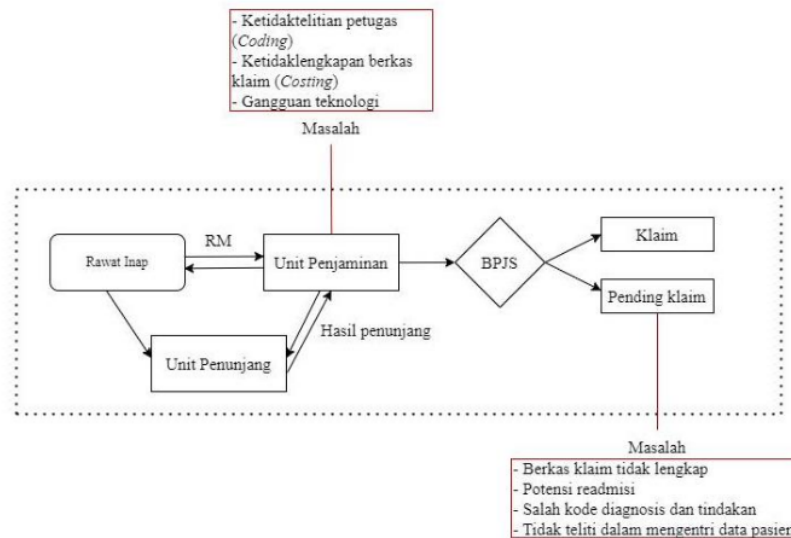 - Ketidaktelitian petugas
(Coding)
- Ketidaklengkapan berkas
klaim (Costing)
- Gangguan teknologi
Masalah
Rawat Inap
RM
Unit Penjaminan
BPJS
Klaim
Pending klaim
Hasil penunjang
Unit Penunjang
Masalah
- Berkas klaim tidak lengkap
- Potensi readmisi
- Salah kode diagnosis dan tindakan
- Tidak teliti dalam mengentri data pasien